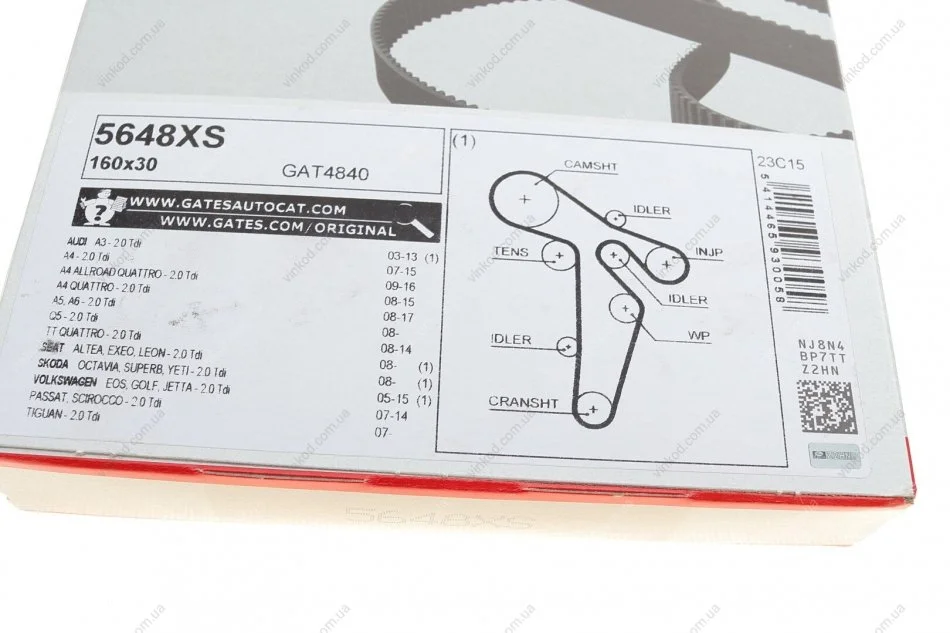 5648XS
160x30
GAT4840
WWW.GATESAUTOCAT.COM
WWW.GATES.COM/ORIGINAL
?
AUDI A3 - 2.0 Tdi
A4 - 2.0 Tdi 03-13 (1)
A4 ALLROAD QUATTRO - 2.0 Tdi 07-15
A4 QUATTRO - 2.0 Tdi 09-16
A5, A6 - 2.0 Tdi 08-15
Q5 - 2.0 Tdi 08-17
TT QUATTRO - 2.0 Tdi 08-
SEAT ALTEA, EXEO, LEON - 2.0 Tdi 08-14
SKODA OCTAVIA, SUPERB, YETI - 2.0 Tdi 08- (1)
VOLKSWAGEN EOS, GOLF, JETTA - 2.0 Tdi 08- (1)
PASSAT, SCIROCCO - 2.0 Tdi 05-15 (1)
TIGUAN - 2.0 Tdi 07-14
07-
(1)
CAMSHT
IDLER
TENS
INJP
IDLER
WP
IDLER
CRANSHT
23C15
5414465930058
NJ8N4
BP7TT
Z2HN
5648XS
vinkod.com.ua